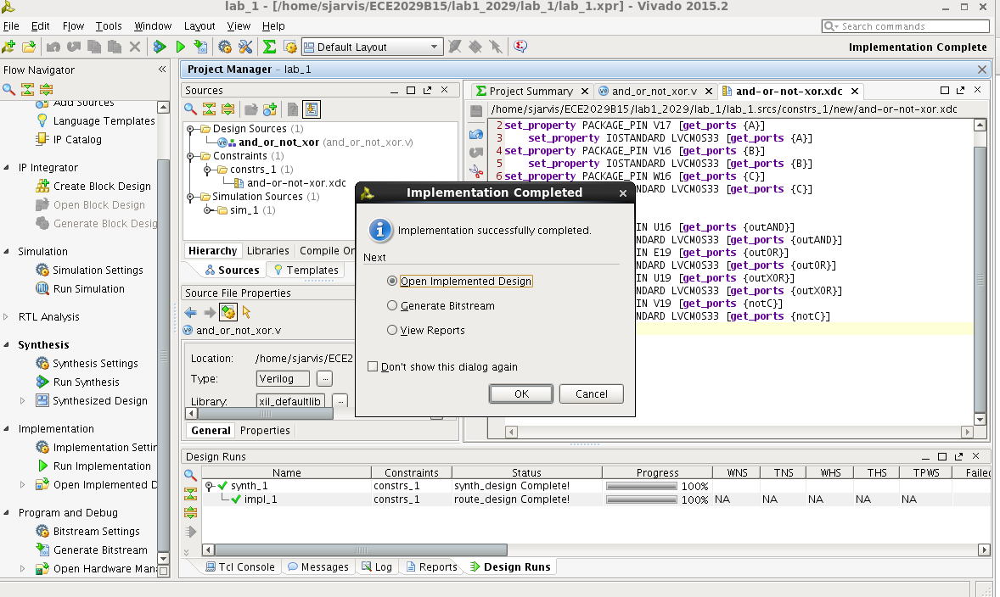 lab_1 - [/home/sjarvis/ECE2029B15/lab1_2029/lab_1/lab_1.xpr] - Vivado 2015.2
File Edit Flow Tools Window Layout View Help
Search commands
Default Layout
Implementation Complete
Flow Navigator
Add Sources
Language Templates
IP Catalog
IP Integrator
Create Block Design
Open Block Design
Generate Block Desig
Simulation
Simulation Settings
Run Simulation
RTL Analysis
Synthesis
Synthesis Settings
Run Synthesis
Synthesized Design
Implementation
Implementation Settin
Run Implementation
Open Implemented D
Program and Debug
Bitstream Settings
Generate Bitstream
Open Hardware Mana
Project Manager - lab_1
Sources
Design Sources (1)
and_or_not_xor (and_or_not_xor.v)
Constraints (1)
constrs_1 (1)
and-or-not-xor.xdc
Simulation Sources (1)
sim_1 (1)
Hierarchy Libraries Compile Or
Sources Templates
Source File Properties
and_or_not_xor.v
Location: /home/sjarvis/ECE2
Type: Verilog ...
Library: xil_defaultlib ...
General Properties
Project Summary and_or_not_xor.v and-or-not-xor.xdc
/home/sjarvis/ECE2029B15/lab1_2029/lab_1/lab_1.srcs/constrs_1/new/and-or-not-xor.xdc
2 set_property PACKAGE_PIN V17 [get_ports {A}]
3 set_property IOSTANDARD LVCMOS33 [get_ports {A}]
4 set_property PACKAGE_PIN V16 [get_ports {B}]
5 set_property IOSTANDARD LVCMOS33 [get_ports {B}]
6 set_property PACKAGE_PIN W16 [get_ports {C}]
NDARD LVCMOS33 [get_ports {C}]
IN U16 [get_ports {outAND}]
NDARD LVCMOS33 [get_ports {outAND}]
IN E19 [get_ports {outOR}]
NDARD LVCMOS33 [get_ports {outOR}]
IN U19 [get_ports {outXOR}]
NDARD LVCMOS33 [get_ports {outXOR}]
IN V19 [get_ports {notC}]
NDARD LVCMOS33 [get_ports {notC}]
Implementation Completed
Implementation successfully completed.
Next
Open Implemented Design
Generate Bitstream
View Reports
Don't show this dialog again
OK Cancel
Design Runs
Name Constraints Status Progress WNS TNS WHS THS TPWS Failed
synth_1 constrs_1 synth_design Complete! 100%
impl_1 constrs_1 route_design Complete! 100% NA NA NA NA NA
Tcl Console Messages Log Reports Design Runs